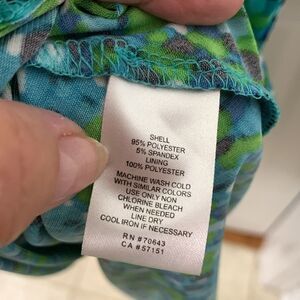 SHELL
95% POLYESTER
5% SPANDEX
LINING
100% POLYESTER
MACHINE WASH COLD
WITH SIMILAR COLORS
USE ONLY NON
CHLORINE BLEACH
WHEN NEEDED
LINE DRY
COOL IRON IF NECESSARY
RN #70643
CA #57151